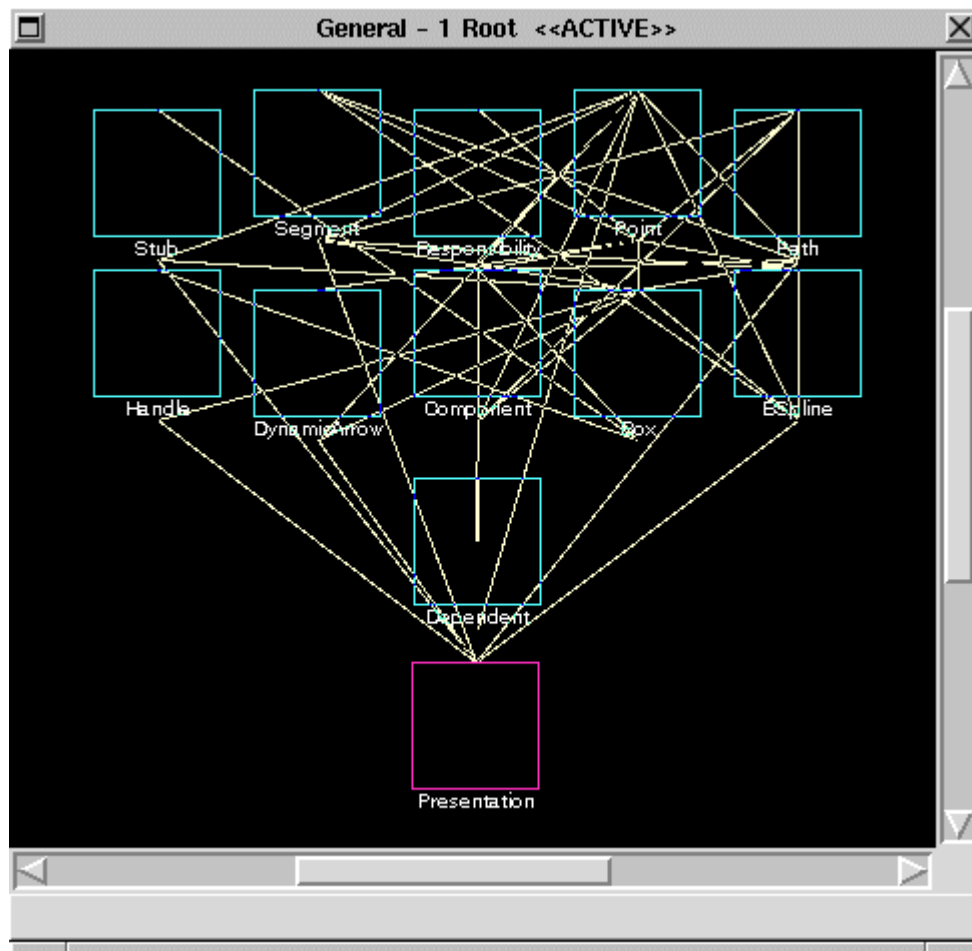 General - 1 Root <<ACTIVE>>
Stub
Segment
Responsibility
Point
Path
Handle
DynamicArrow
Component
Box
BSpline
Dependent
Presentation